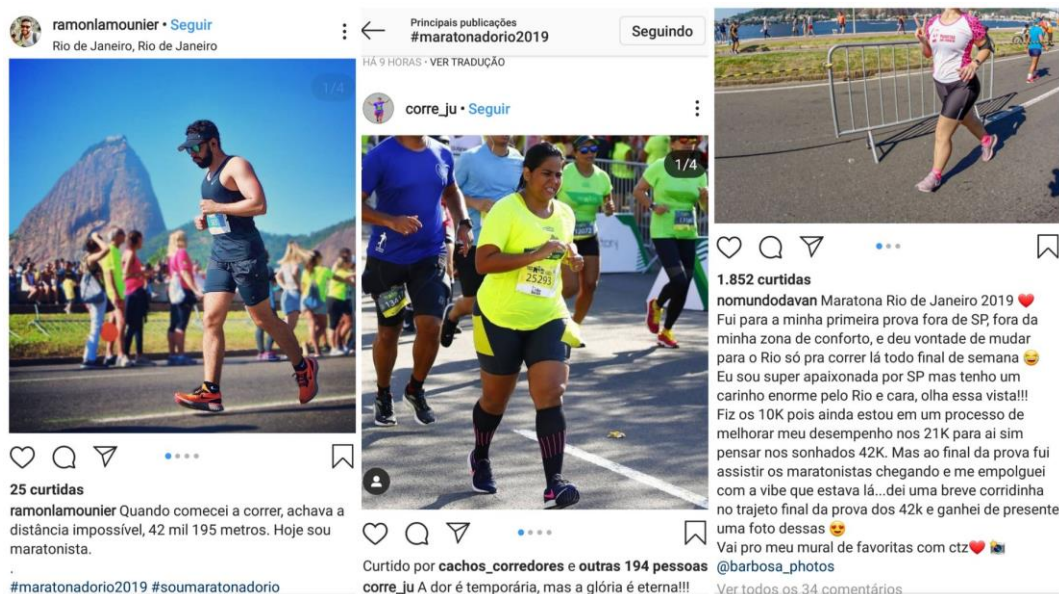 ramonlamounier • Seguir
Rio de Janeiro, Rio de Janeiro
1/4
25 curtidas
ramonlamounier Quando comecei a correr, achava a
distância impossível, 42 mil 195 metros. Hoje sou
maratonista.
.
#maratonadorio2019 #soumaratonadorio
Principais publicações
#maratonadorio2019
Seguindo
HÁ 9 HORAS • VER TRADUÇÃO
corre_ju • Seguir
1/4
25293
Curtido por cachos_corredores e outras 194 pessoas
corre_ju A dor é temporária, mas a glória é eterna!!!
1.852 curtidas
nomundodavan Maratona Rio de Janeiro 2019 ❤️
Fui para a minha primeira prova fora de SP, fora da
minha zona de conforto, e deu vontade de mudar
para o Rio só pra correr lá todo final de semana 😂
Eu sou super apaixonada por SP mas tenho um
carinho enorme pelo Rio e cara, olha essa vista!!!
Fiz os 10K pois ainda estou em um processo de
melhorar meu desempenho nos 21K para ai sim
pensar nos sonhados 42K. Mas ao final da prova fui
assistir os maratonistas chegando e me empolguei
com a vibe que estava lá...dei uma breve corridinha
no trajeto final da prova dos 42k e ganhei de presente
uma foto dessas 😍
Vai pro meu mural de favoritas com ctz❤️ 📸
@barbosa_photos
Ver todos os 34 comentários